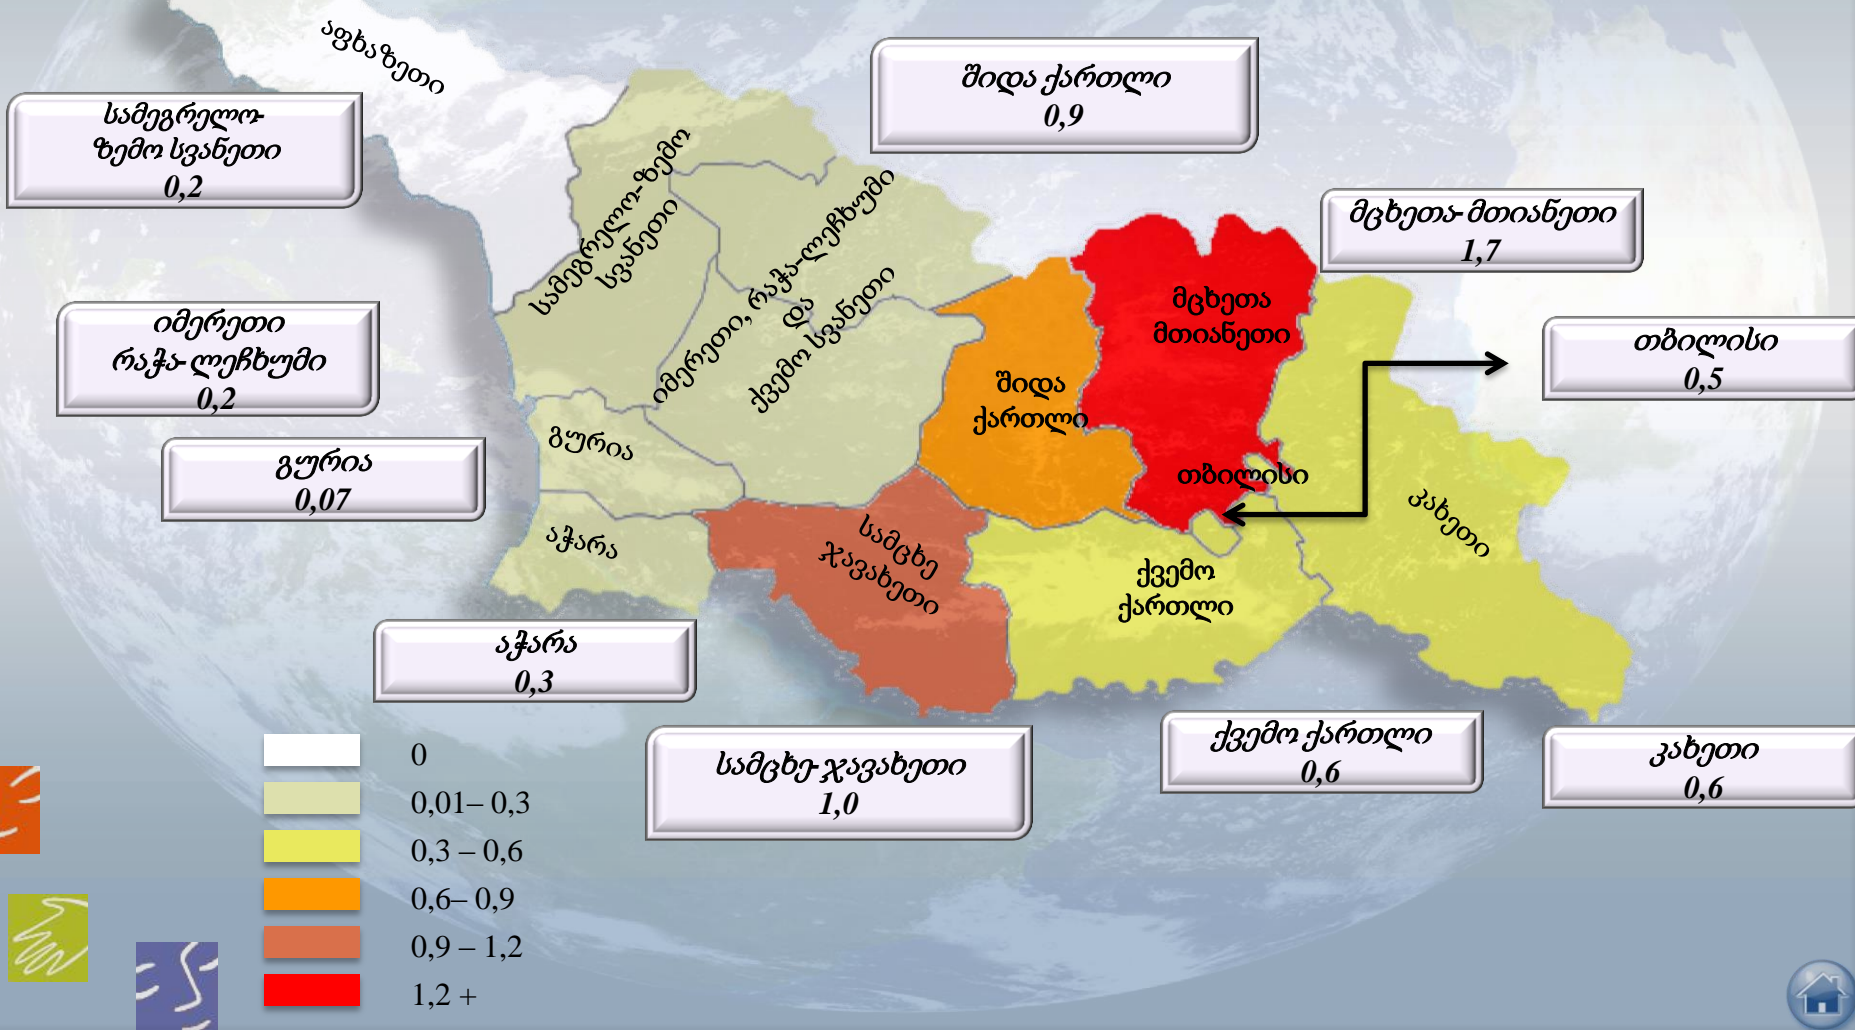 აფხაზეთი
შიდა ქართლი
0,9
სამეგრელო-
ზემო სვანეთი
0,2
მცხეთა-მთიანეთი
1,7
სამეგრელო-ზემო
სვანეთი
იმერეთი, რაჭა-ლეჩხუმი
და
ქვემო სვანეთი
მცხეთა
მთიანეთი
იმერეთი
რაჭა-ლეჩხუმი
0,2
თბილისი
0,5
შიდა
ქართლი
გურია
გურია
0,07
თბილისი
კახეთი
აჭარა
სამცხე
ჯავახეთი
ქვემო
ქართლი
აჭარა
0,3
სამცხე-ჯავახეთი
1,0
ქვემო ქართლი
0,6
კახეთი
0,6
0
0,01– 0,3
0,3 – 0,6
0,6– 0,9
0,9 – 1,2
1,2 +